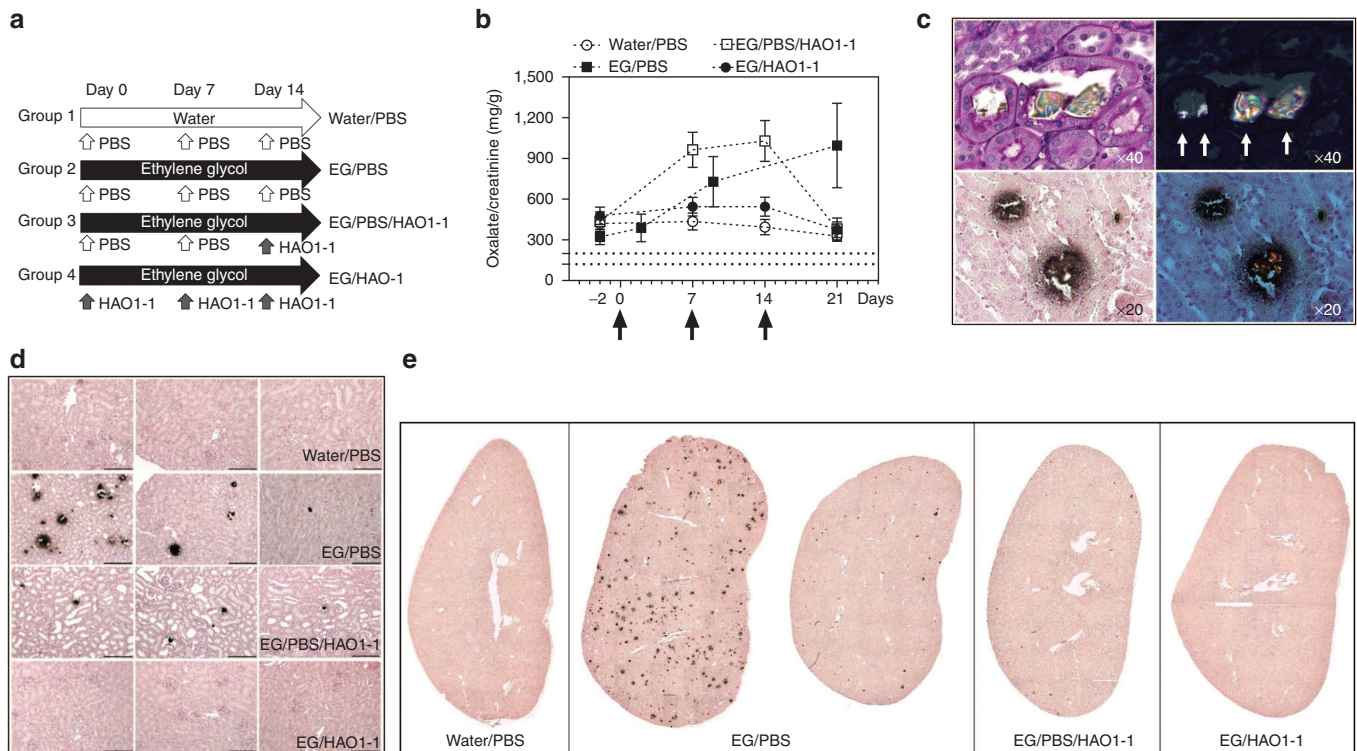 a
Day 0 Day 7 Day 14
Group 1 Water Water/PBS
PBS PBS PBS
Group 2 Ethylene glycol EG/PBS
PBS PBS PBS
Group 3 Ethylene glycol EG/PBS/HAO1-1
PBS PBS HAO1-1
Group 4 Ethylene glycol EG/HAO-1
HAO1-1 HAO1-1 HAO1-1
b
Water/PBS EG/PBS/HAO1-1
EG/PBS EG/HAO1-1
Oxalate/creatinine (mg/g)
1,500
1,200
900
600
300
0
−2 0 7 14 21 Days
c
×40 ×40
×20 ×20
d
Water/PBS
EG/PBS
EG/PBS/HAO1-1
EG/HAO1-1
e
Water/PBS EG/PBS EG/PBS/HAO1-1 EG/HAO1-1